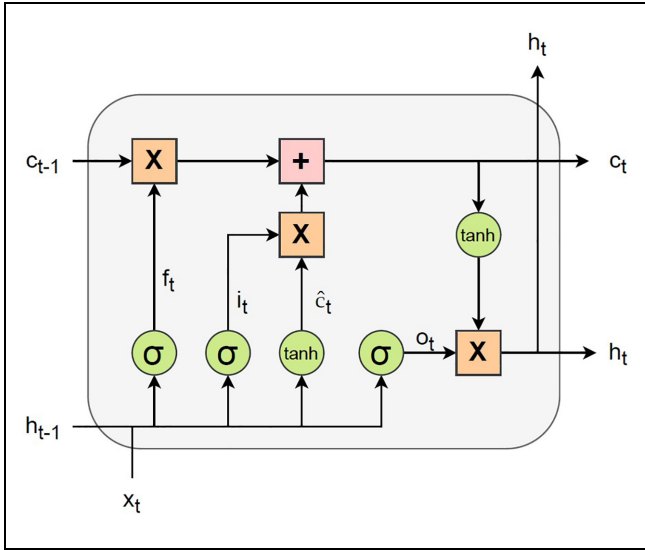 h_t
c_{t-1} X + c_t
tanh
X
f_t i_t ĉ_t
σ σ tanh σ o_t X h_t
h_{t-1}
x_t